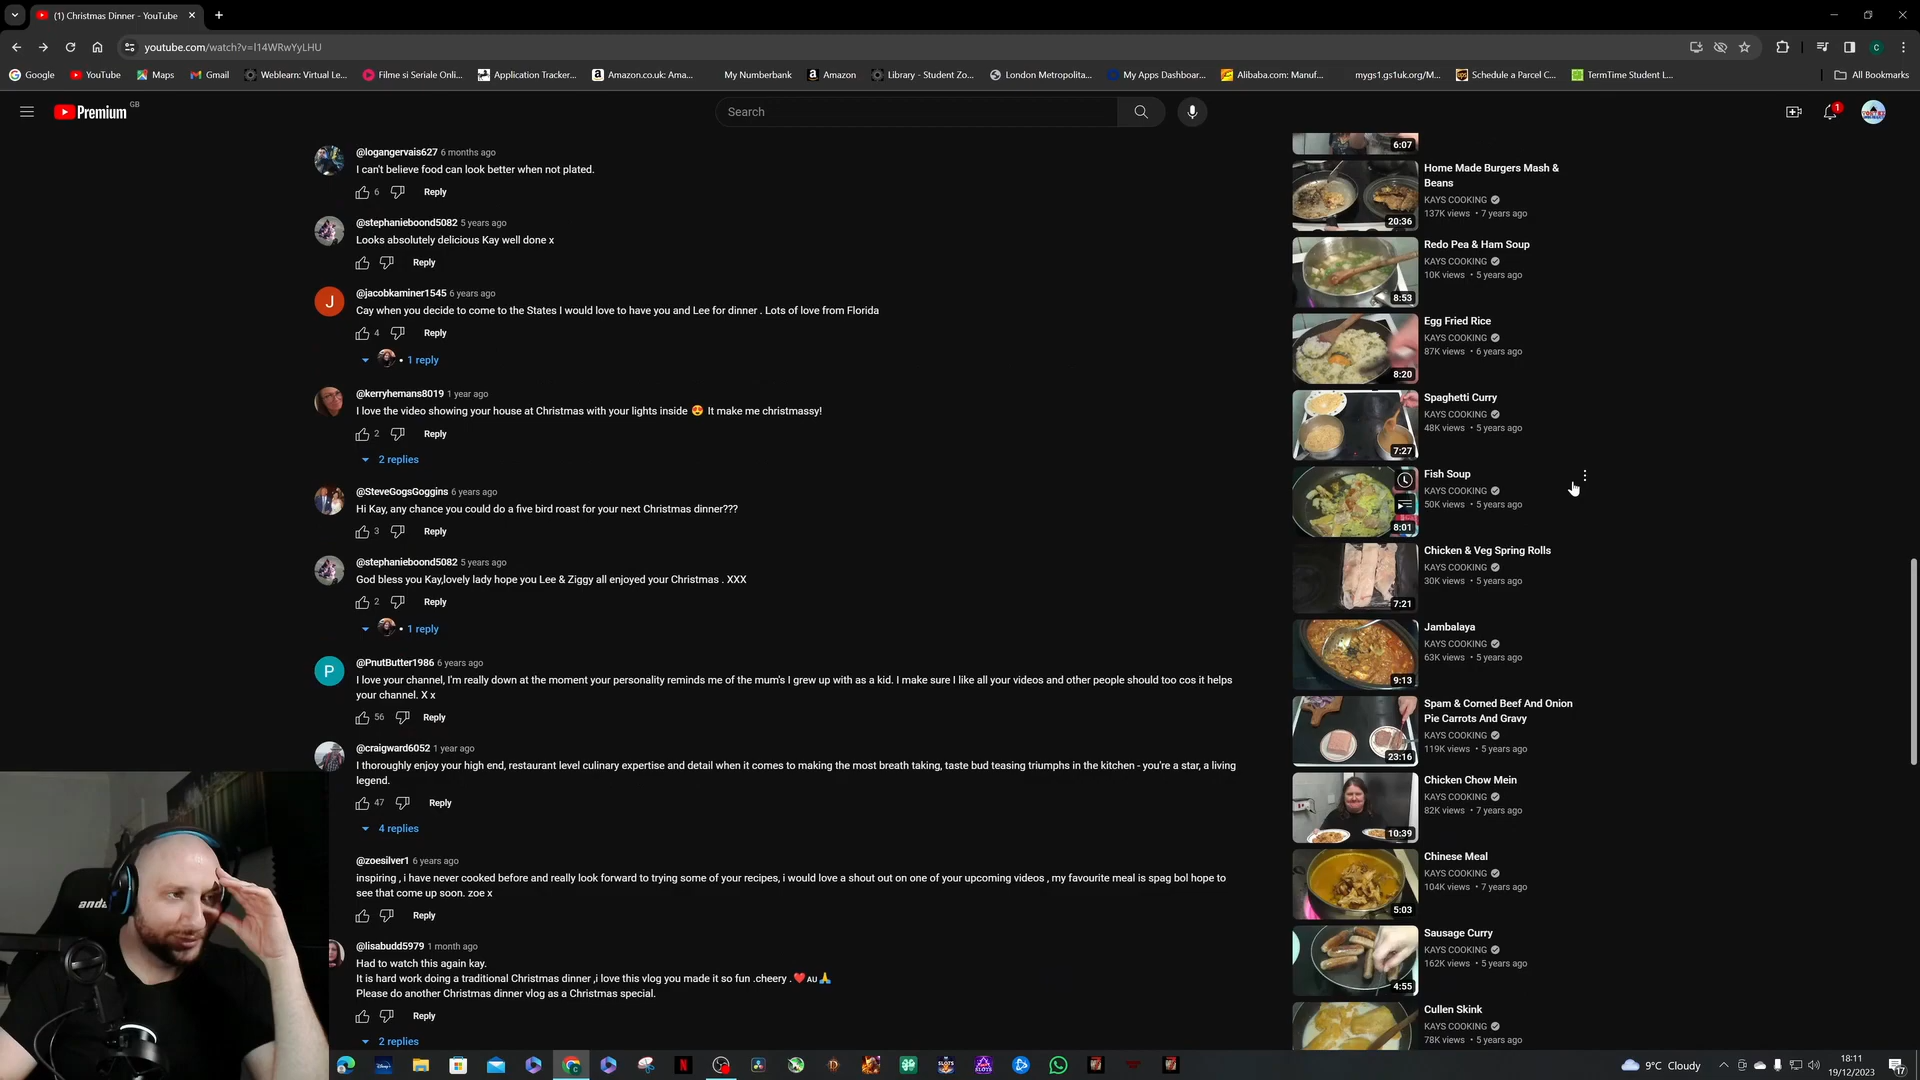 (1) Christmas Dinner - YouTube
youtube.com/watch?v=l14WRwYyLHU
Google
YouTube
Maps
Gmail
Weblearn: Virtual Le...
Filme si Seriale Onli...
Application Tracker...
Amazon.co.uk: Ama...
My Numberbank
Amazon
Library - Student Zo...
London Metropolita...
My Apps Dashboar...
Alibaba.com: Manuf...
mygs1.gs1uk.org/M...
Schedule a Parcel C...
TermTime Student L...
All Bookmarks
Premium GB
Search
1
@logangervais627 6 months ago
I can't believe food can look better when not plated.
6 Reply
@stephanieboond5082 5 years ago
Looks absolutely delicious Kay well done x
Reply
J
@jacobkaminer1545 6 years ago
Cay when you decide to come to the States I would love to have you and Lee for dinner . Lots of love from Florida
4 Reply
• 1 reply
@kerryhemans8019 1 year ago
I love the video showing your house at Christmas with your lights inside 😍 It make me christmassy!
2 Reply
2 replies
@SteveGogsGoggins 6 years ago
Hi Kay, any chance you could do a five bird roast for your next Christmas dinner???
3 Reply
@stephanieboond5082 5 years ago
God bless you Kay,lovely lady hope you Lee & Ziggy all enjoyed your Christmas . XXX
2 Reply
• 1 reply
P
@PnutButter1986 6 years ago
I love your channel, I'm really down at the moment your personality reminds me of the mum's I grew up with as a kid. I make sure I like all your videos and other people should too cos it helps
your channel. X x
56 Reply
@craigward6052 1 year ago
I thoroughly enjoy your high end, restaurant level culinary expertise and detail when it comes to making the most breath taking, taste bud teasing triumphs in the kitchen - you're a star, a living
legend.
47 Reply
4 replies
@zoesilver1 6 years ago
inspiring , i have never cooked before and really look forward to trying some of your recipes, i would love a shout out on one of your upcoming videos , my favourite meal is spag bol hope to
see that come up soon. zoe x
Reply
@lisabudd5979 1 month ago
Had to watch this again kay.
It is hard work doing a traditional Christmas dinner ,i love this vlog you made it so fun .cheery . ❤️ AU 🙏
Please do another Christmas dinner vlog as a Christmas special.
Reply
2 replies
6:07
Home Made Burgers Mash &
Beans
KAYS COOKING
137K views • 7 years ago
20:36
Redo Pea & Ham Soup
KAYS COOKING
10K views • 5 years ago
8:53
Egg Fried Rice
KAYS COOKING
87K views • 6 years ago
8:20
Spaghetti Curry
KAYS COOKING
48K views • 5 years ago
7:27
Fish Soup
KAYS COOKING
50K views • 5 years ago
8:01
Chicken & Veg Spring Rolls
KAYS COOKING
30K views • 5 years ago
7:21
Jambalaya
KAYS COOKING
63K views • 5 years ago
9:13
Spam & Corned Beef And Onion
Pie Carrots And Gravy
KAYS COOKING
119K views • 5 years ago
23:16
Chicken Chow Mein
KAYS COOKING
82K views • 7 years ago
10:39
Chinese Meal
KAYS COOKING
104K views • 7 years ago
5:03
Sausage Curry
KAYS COOKING
162K views • 5 years ago
4:55
Cullen Skink
KAYS COOKING
78K views • 5 years ago
9°C Cloudy
18:11
19/12/2023
17